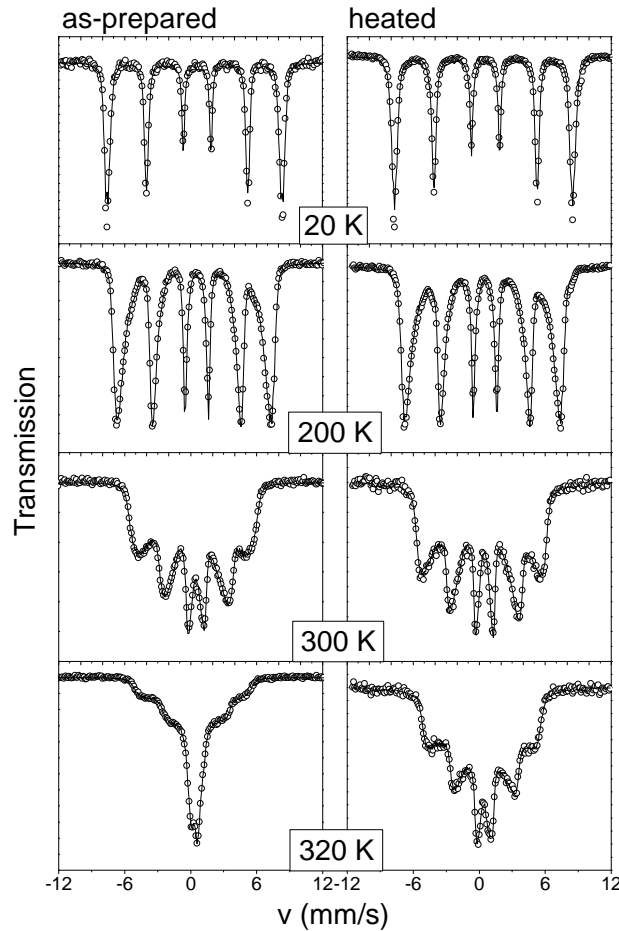 as-prepared heated
Transmission
20 K
200 K
300 K
320 K
-12 -6 0 6 12 -12 -6 0 6 12
v (mm/s) v (mm/s)